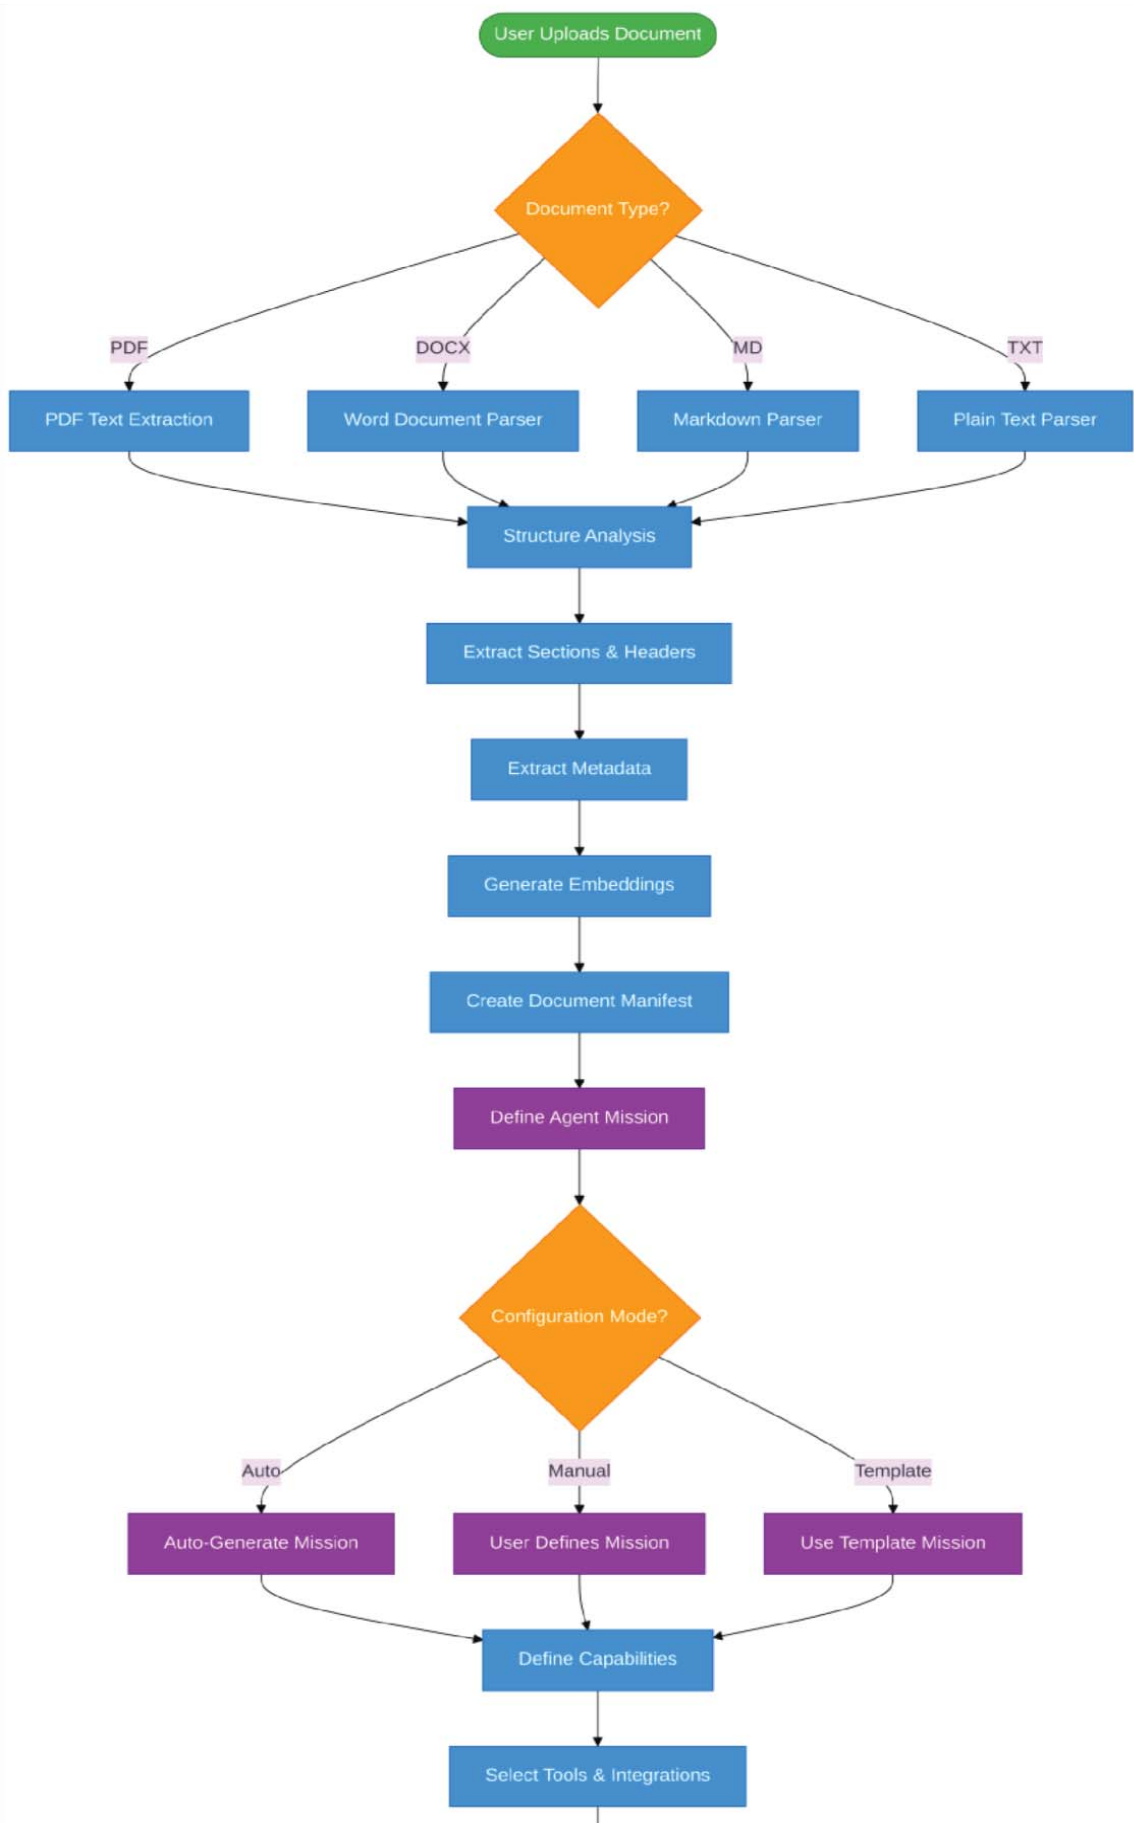 User Uploads Document
Document Type?
PDF
DOCX
MD
TXT
PDF Text Extraction
Word Document Parser
Markdown Parser
Plain Text Parser
Structure Analysis
Extract Sections & Headers
Extract Metadata
Generate Embeddings
Create Document Manifest
Define Agent Mission
Configuration Mode?
Auto
Manual
Template
Auto-Generate Mission
User Defines Mission
Use Template Mission
Define Capabilities
Select Tools & Integrations